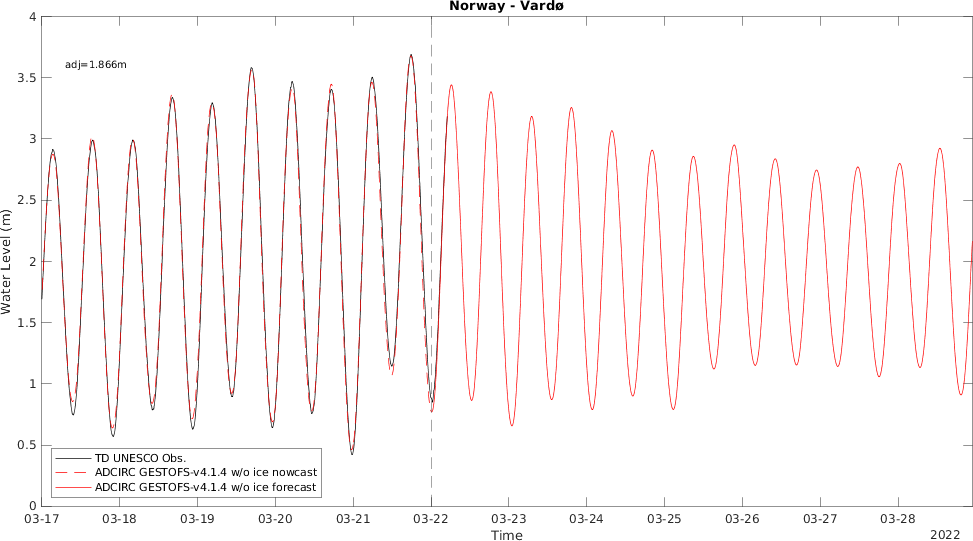 Norway - Vardø
adj=1.866m
Water Level (m)
4
3.5
3
2.5
2
1.5
1
0.5
0
TD UNESCO Obs.
ADCIRC GESTOFS-v4.1.4 w/o ice nowcast
ADCIRC GESTOFS-v4.1.4 w/o ice forecast
03-17 03-18 03-19 03-20 03-21 03-22 03-23 03-24 03-25 03-26 03-27 03-28
Time
2022